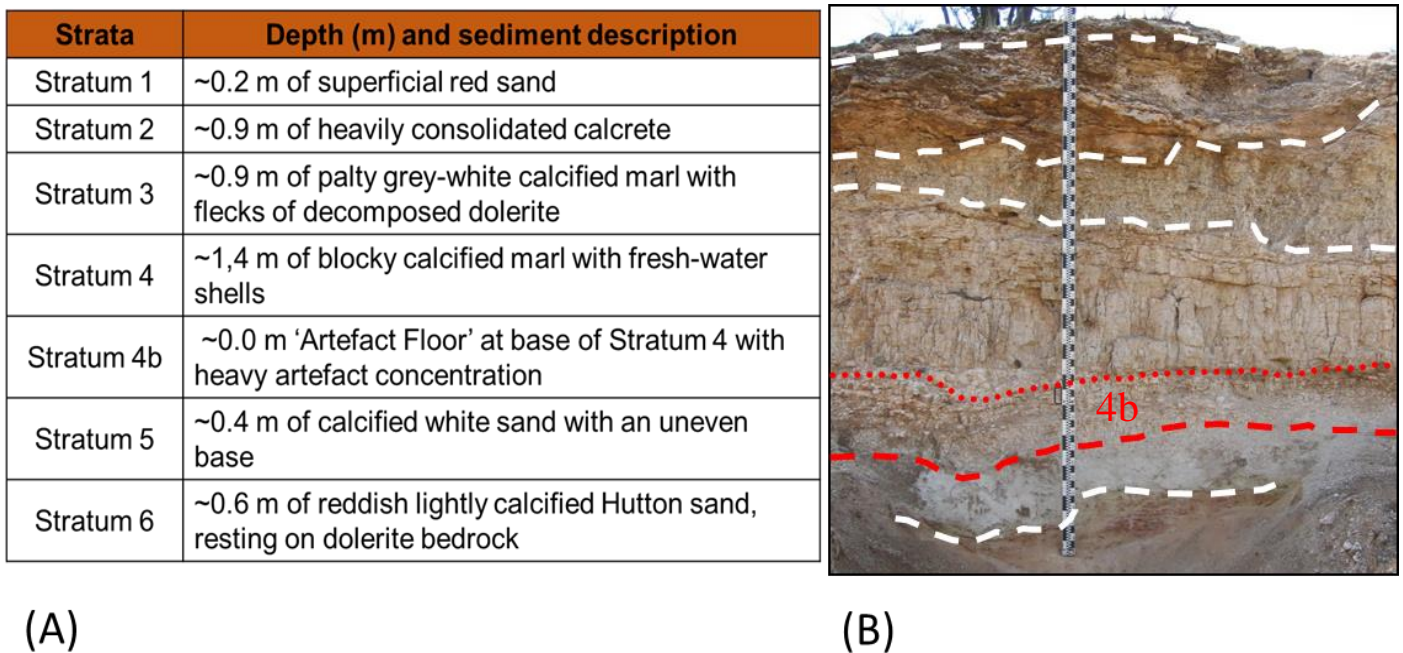 Strata Depth (m) and sediment description
Stratum 1 ~0.2 m of superficial red sand
Stratum 2 ~0.9 m of heavily consolidated calcrete
Stratum 3 ~0.9 m of palty grey-white calcified marl with
flecks of decomposed dolerite
Stratum 4 ~1,4 m of blocky calcified marl with fresh-water
shells
Stratum 4b ~0.0 m ‘Artefact Floor’ at base of Stratum 4 with
heavy artefact concentration
Stratum 5 ~0.4 m of calcified white sand with an uneven
base
Stratum 6 ~0.6 m of reddish lightly calcified Hutton sand,
resting on dolerite bedrock
4b
(A)
(B)